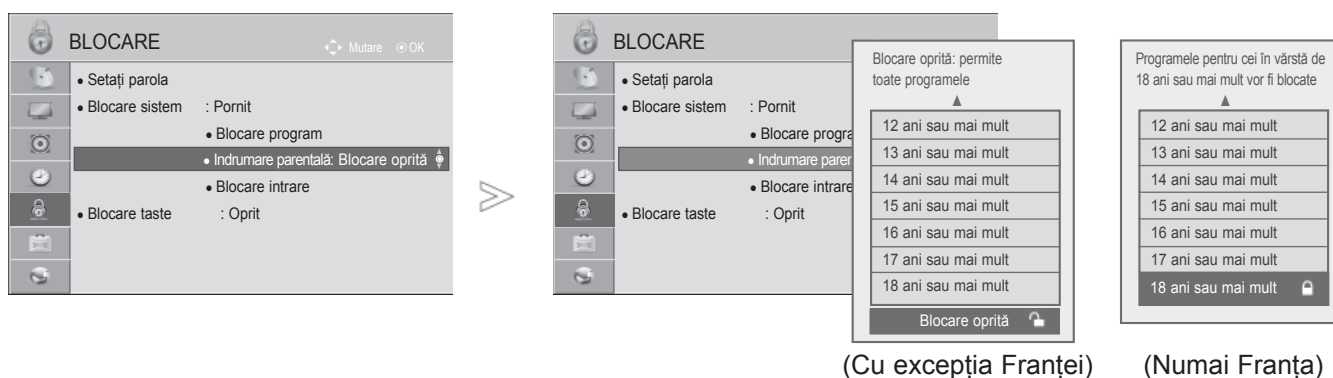 BLOCARE
Mutare OK
• Setați parola
• Blocare sistem : Pornit
• Blocare program
• Indrumare parentală: Blocare oprită
• Blocare intrare
• Blocare taste : Oprit
BLOCARE
• Setați parola
• Blocare sistem : Pornit
• Blocare progra
• Indrumare paren
• Blocare intrare
• Blocare taste : Oprit
Blocare oprită: permite
toate programele
12 ani sau mai mult
13 ani sau mai mult
14 ani sau mai mult
15 ani sau mai mult
16 ani sau mai mult
17 ani sau mai mult
18 ani sau mai mult
Blocare oprită
(Cu excepția Franței)
Programele pentru cei în vârstă de
18 ani sau mai mult vor fi blocate
12 ani sau mai mult
13 ani sau mai mult
14 ani sau mai mult
15 ani sau mai mult
16 ani sau mai mult
17 ani sau mai mult
18 ani sau mai mult
(Numai Franța)